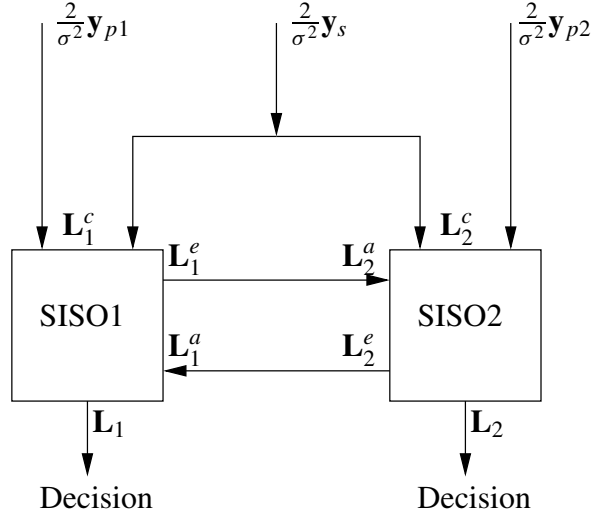 2/σ² y_p1 2/σ² y_s 2/σ² y_p2
L_1^c L_2^c
L_1^e L_2^a
SISO1 SISO2
L_1^a L_2^e
L_1 L_2
Decision Decision